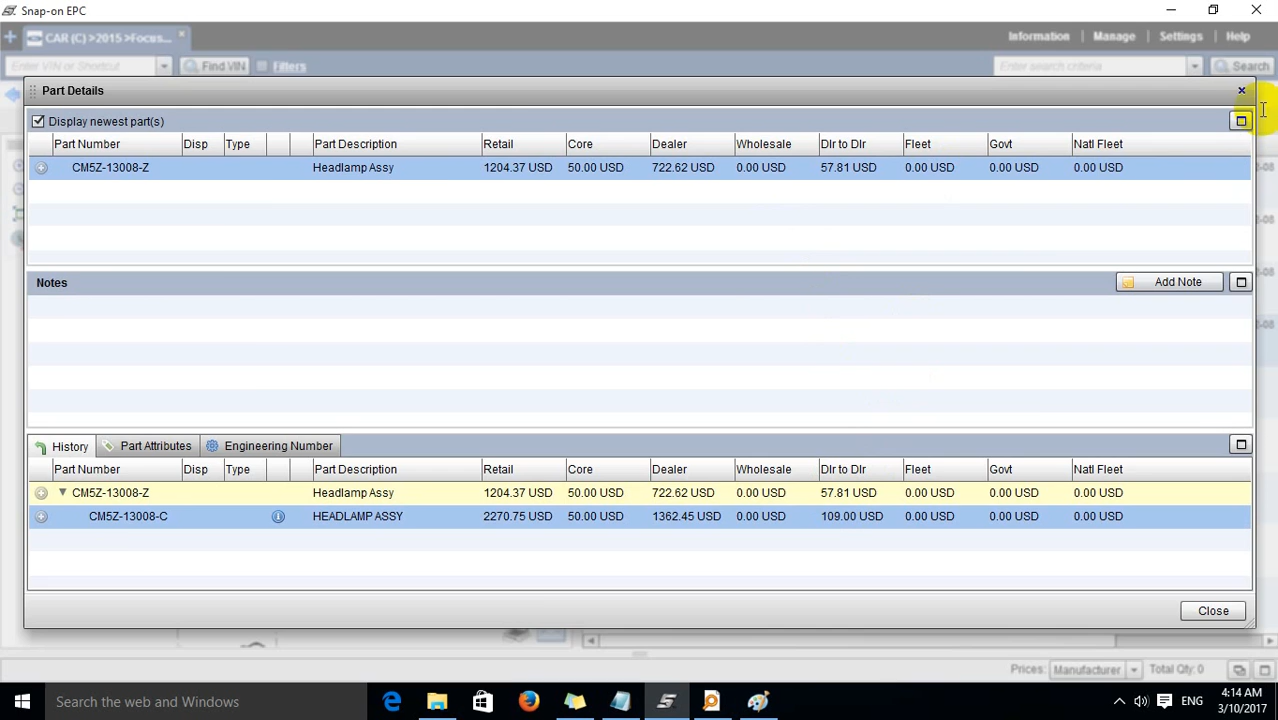 Snap-on EPC
CAR (C) >2015 >Focus...
Information Manage Settings Help
Enter VIN or Shortcut Find VIN Filters Enter search criteria Search
Part Details
Display newest part(s)
Part Number Disp Type Part Description Retail Core Dealer Wholesale Dlr to Dlr Fleet Govt Natl Fleet
CM5Z-13008-Z Headlamp Assy 1204.37 USD 50.00 USD 722.62 USD 0.00 USD 57.81 USD 0.00 USD 0.00 USD 0.00 USD
Notes Add Note
History Part Attributes Engineering Number
Part Number Disp Type Part Description Retail Core Dealer Wholesale Dlr to Dlr Fleet Govt Natl Fleet
CM5Z-13008-Z Headlamp Assy 1204.37 USD 50.00 USD 722.62 USD 0.00 USD 57.81 USD 0.00 USD 0.00 USD 0.00 USD
CM5Z-13008-C HEADLAMP ASSY 2270.75 USD 50.00 USD 1362.45 USD 0.00 USD 109.00 USD 0.00 USD 0.00 USD 0.00 USD
Close
Prices: Manufacturer Total Qty: 0
Search the web and Windows
ENG
4:14 AM
3/10/2017